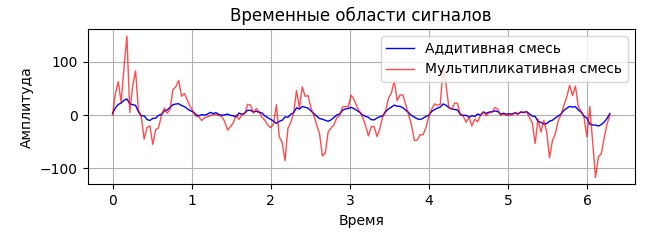 Временные области сигналов
Аддитивная смесь
Мультипликативная смесь
Амплитуда
100
0
−100
0 1 2 3 4 5 6
Время